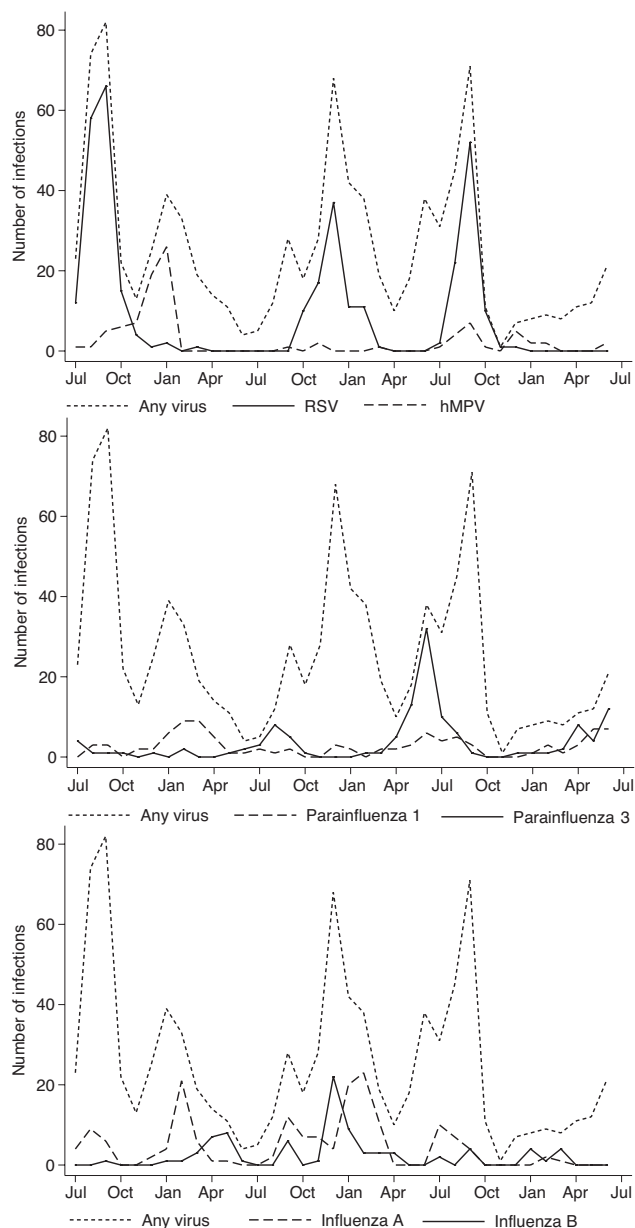 80
60
40
20
0
Number of infections
Jul Oct Jan Apr Jul Oct Jan Apr Jul Oct Jan Apr Jul
Any virus RSV hMPV
80
60
40
20
0
Number of infections
Jul Oct Jan Apr Jul Oct Jan Apr Jul Oct Jan Apr Jul
Any virus Parainfluenza 1 Parainfluenza 3
80
60
40
20
0
Number of infections
Jul Oct Jan Apr Jul Oct Jan Apr Jul Oct Jan Apr Jul
Any virus Influenza A Influenza B